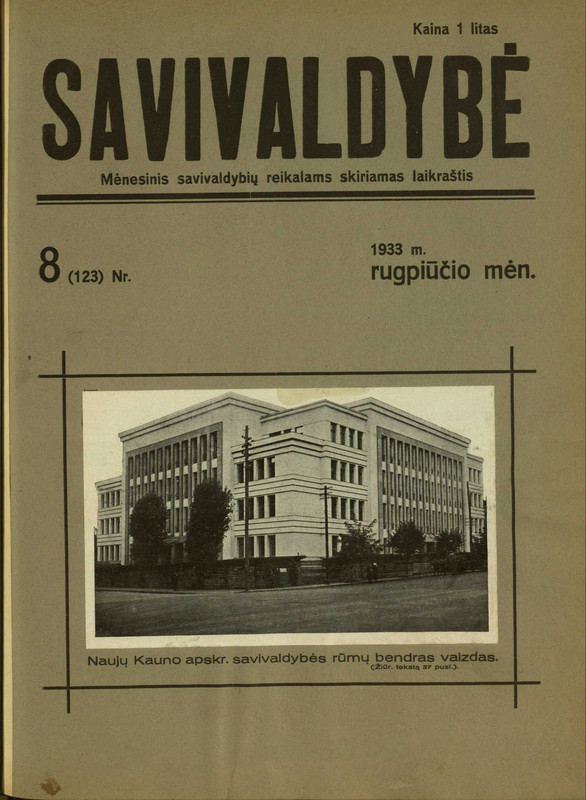 Kaina 1 litas
SAVIVALDYBĖ
Mėnesinis savivaldybių reikalams skiriamas laikraštis
8 (123) Nr.
1933 m.
rugpiūčio mėn.
Naujų Kauno apskr. savivaldybės rūmų bendras vaizdas.
(Žiūr. tekstą 37 pusl.).